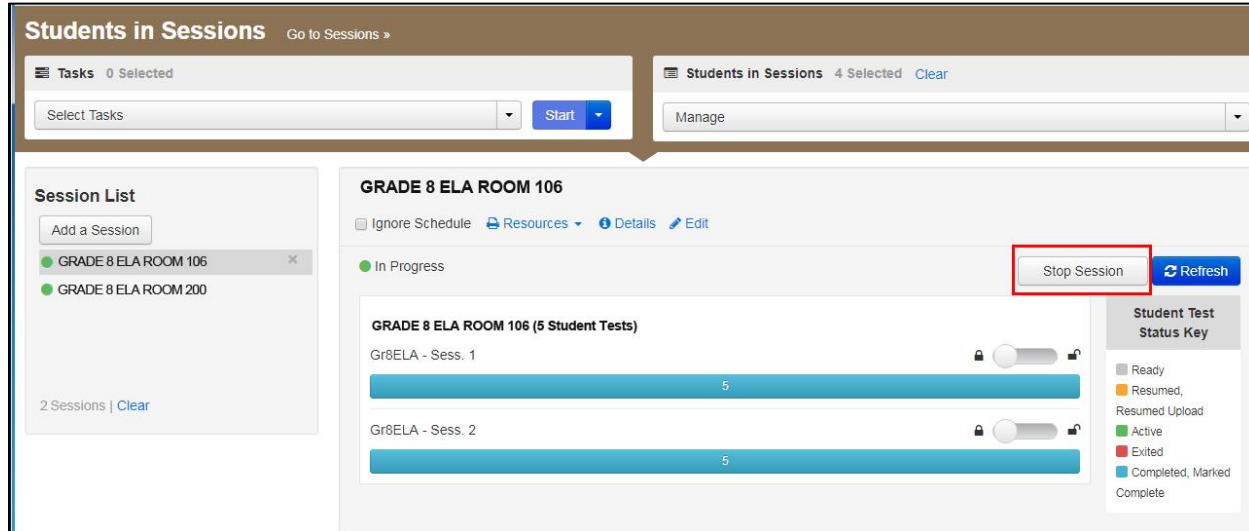 Students in Sessions Go to Sessions »
Tasks 0 Selected
Students in Sessions 4 Selected Clear
Select Tasks
Start
Manage
Session List
Add a Session
GRADE 8 ELA ROOM 106 ×
GRADE 8 ELA ROOM 200
2 Sessions | Clear
GRADE 8 ELA ROOM 106
Ignore Schedule Resources Details Edit
In Progress
Stop Session
Refresh
GRADE 8 ELA ROOM 106 (5 Student Tests)
Gr8ELA - Sess. 1
5
Gr8ELA - Sess. 2
5
Student Test
Status Key
Ready
Resumed,
Resumed Upload
Active
Exited
Completed, Marked
Complete